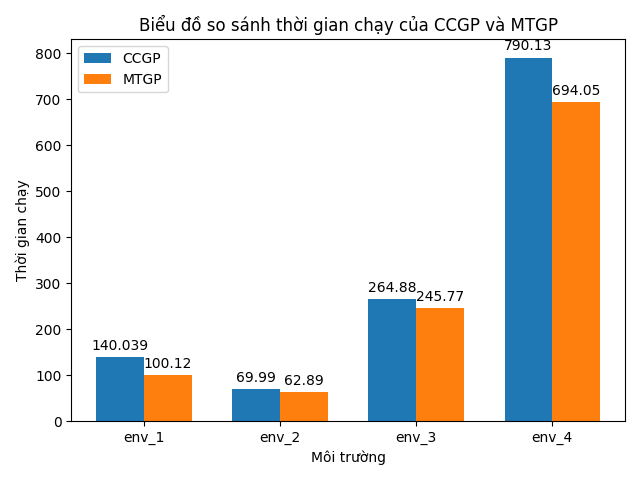 Biểu đồ so sánh thời gian chạy của CCGP và MTGP
CCGP
MTGP
Thời gian chạy
800
700
600
500
400
300
200
100
0
140.039
100.12
69.99
62.89
264.88
245.77
790.13
694.05
env_1
env_2
env_3
env_4
Môi trường